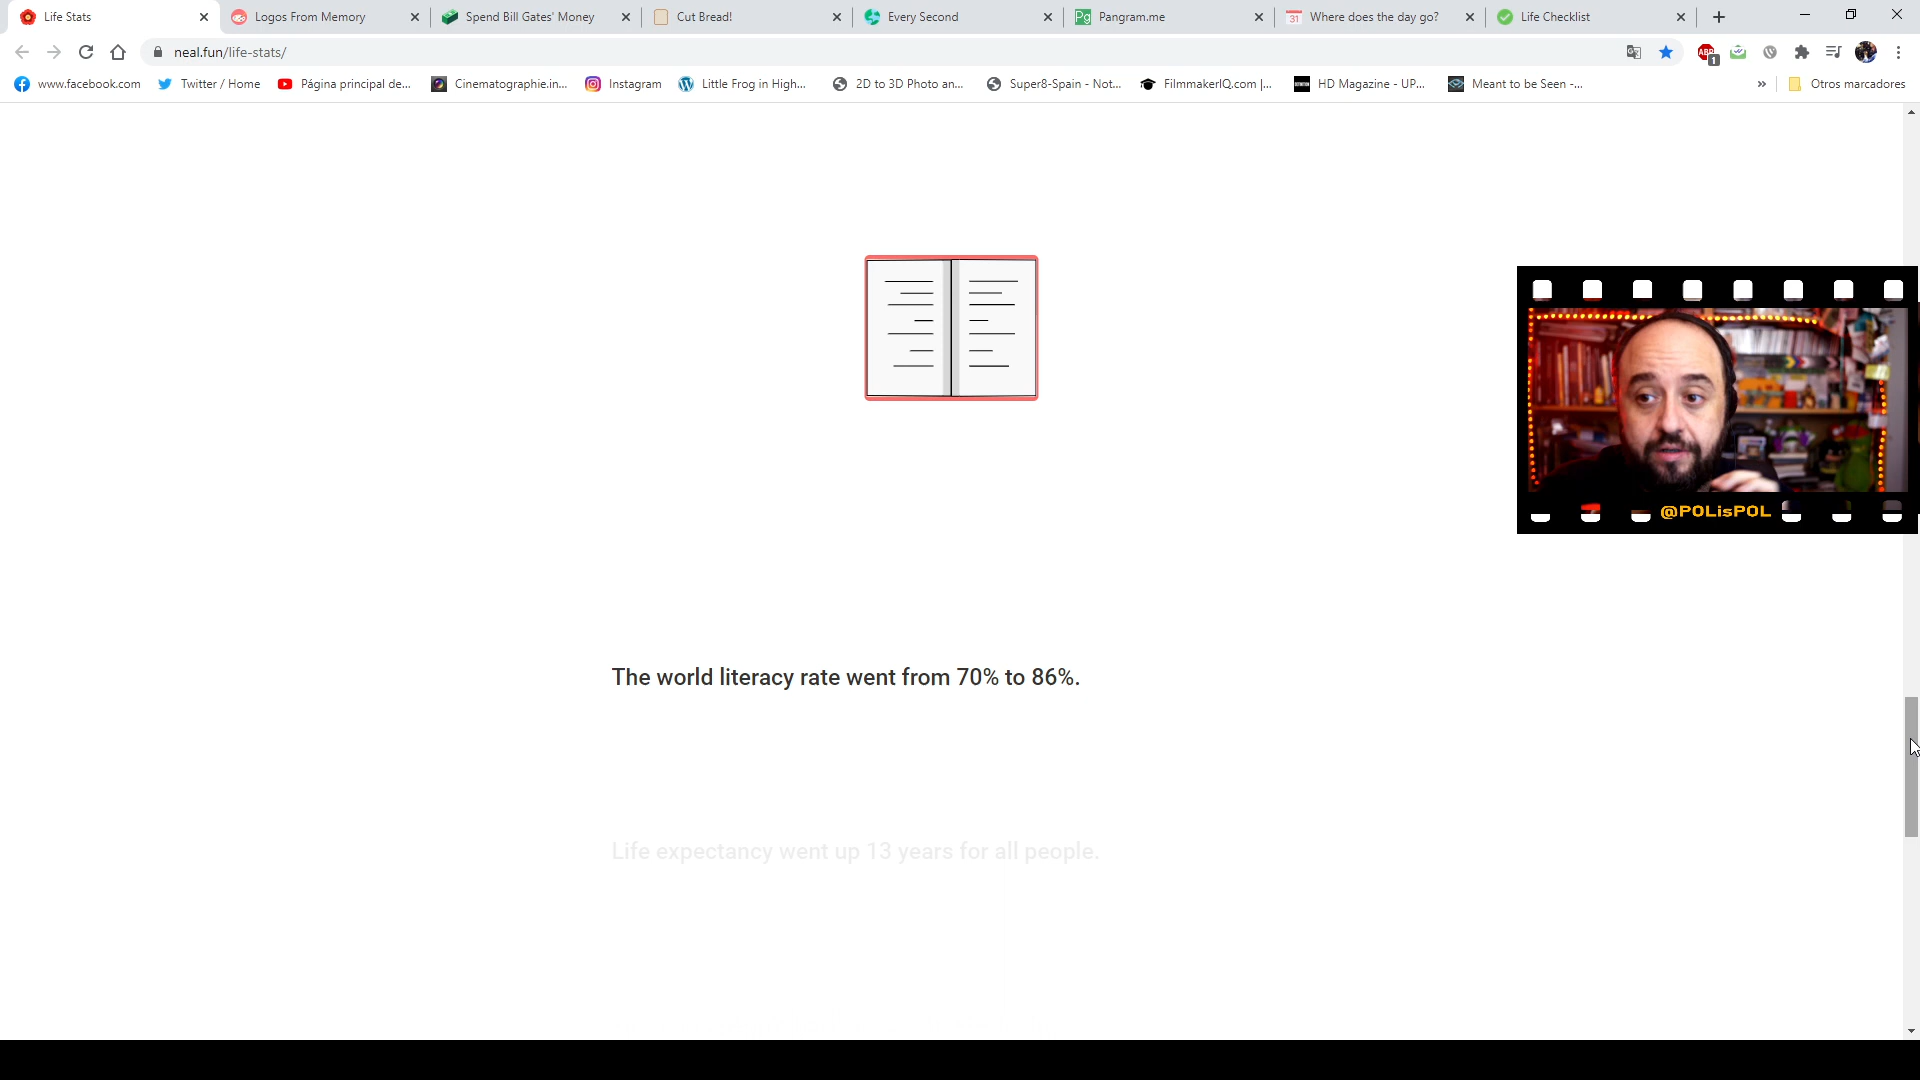 Life Stats
Logos From Memory
Spend Bill Gates' Money
Cut Bread!
Every Second
Pg Pangram.me
31 Where does the day go?
Life Checklist
neal.fun/life-stats/
ABP 1
www.facebook.com
Twitter / Home
Página principal de...
Cinematographie.in...
Instagram
Little Frog in High...
2D to 3D Photo an...
Super8-Spain - Not...
FilmmakerIQ.com |...
HD Magazine - UP...
Meant to be Seen -...
»
Otros marcadores
@POLisPOL
The world literacy rate went from 70% to 86%.
Life expectancy went up 13 years for all people.